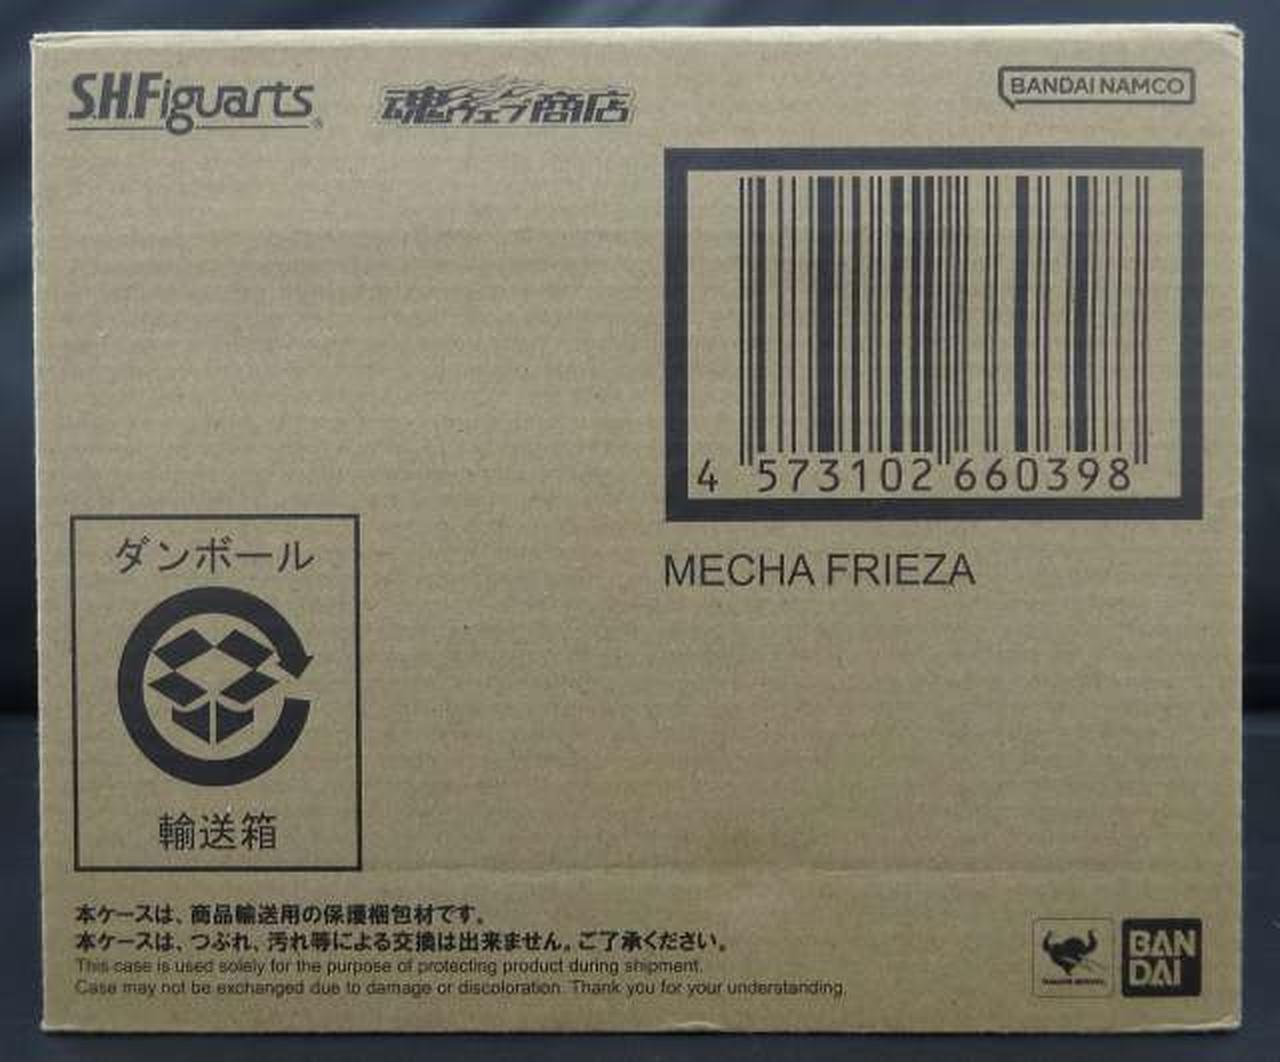 S.H.Figuarts®
魂ウェブ商店
BANDAI NAMCO
4 573102 660398
MECHA FRIEZA
ダンボール
輸送箱
本ケースは、商品輸送用の保護梱包材です。
本ケースは、つぶれ、汚れ等による交換は出来ません。ご了承ください。
This case is used solely for the purpose of protecting product during shipment.
Case may not be exchanged due to damage or discoloration. Thank you for your understanding.
BAN
DAI